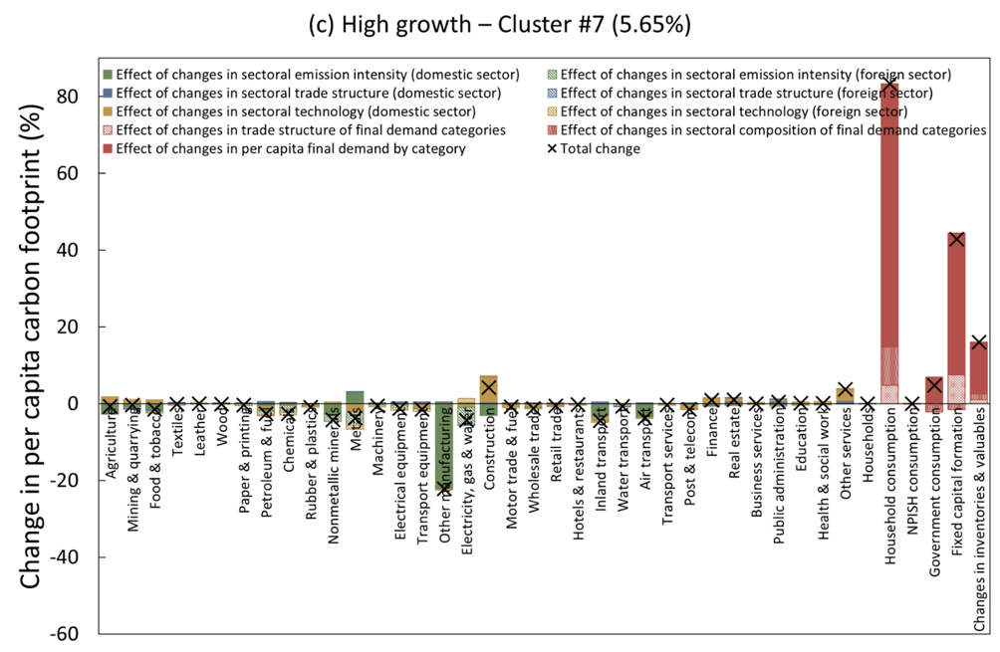 (c) High growth – Cluster #7 (5.65%)
Change in per capita carbon footprint (%)
Effect of changes in sectoral emission intensity (domestic sector)
Effect of changes in sectoral emission intensity (foreign sector)
Effect of changes in sectoral trade structure (domestic sector)
Effect of changes in sectoral trade structure (foreign sector)
Effect of changes in sectoral technology (domestic sector)
Effect of changes in sectoral technology (foreign sector)
Effect of changes in trade structure of final demand categories
Effect of changes in sectoral composition of final demand categories
Effect of changes in per capita final demand by category
Total change
80
60
40
20
0
-20
-40
-60
Agriculture
Mining & quarrying
Food & tobacco
Textiles
Leather
Wood
Paper & printing
Petroleum & fuel
Chemicals
Rubber & plastics
Nonmetallic minerals
Metals
Machinery
Electrical equipment
Transport equipment
Other manufacturing
Electricity, gas & water
Construction
Motor trade & fuel
Wholesale trade
Retail trade
Hotels & restaurants
Inland transport
Water transport
Air transport
Transport services
Post & telecom
Finance
Real estate
Business services
Public administration
Education
Health & social work
Other services
Households
Household consumption
NPISH consumption
Government consumption
Fixed capital formation
Changes in inventories & valuables